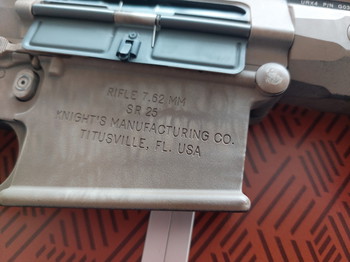 RIFLE 7,62 MM
SR 25
KNIGHT'S MANUFACTURING CO.
TITUSVILLE, FL. USA